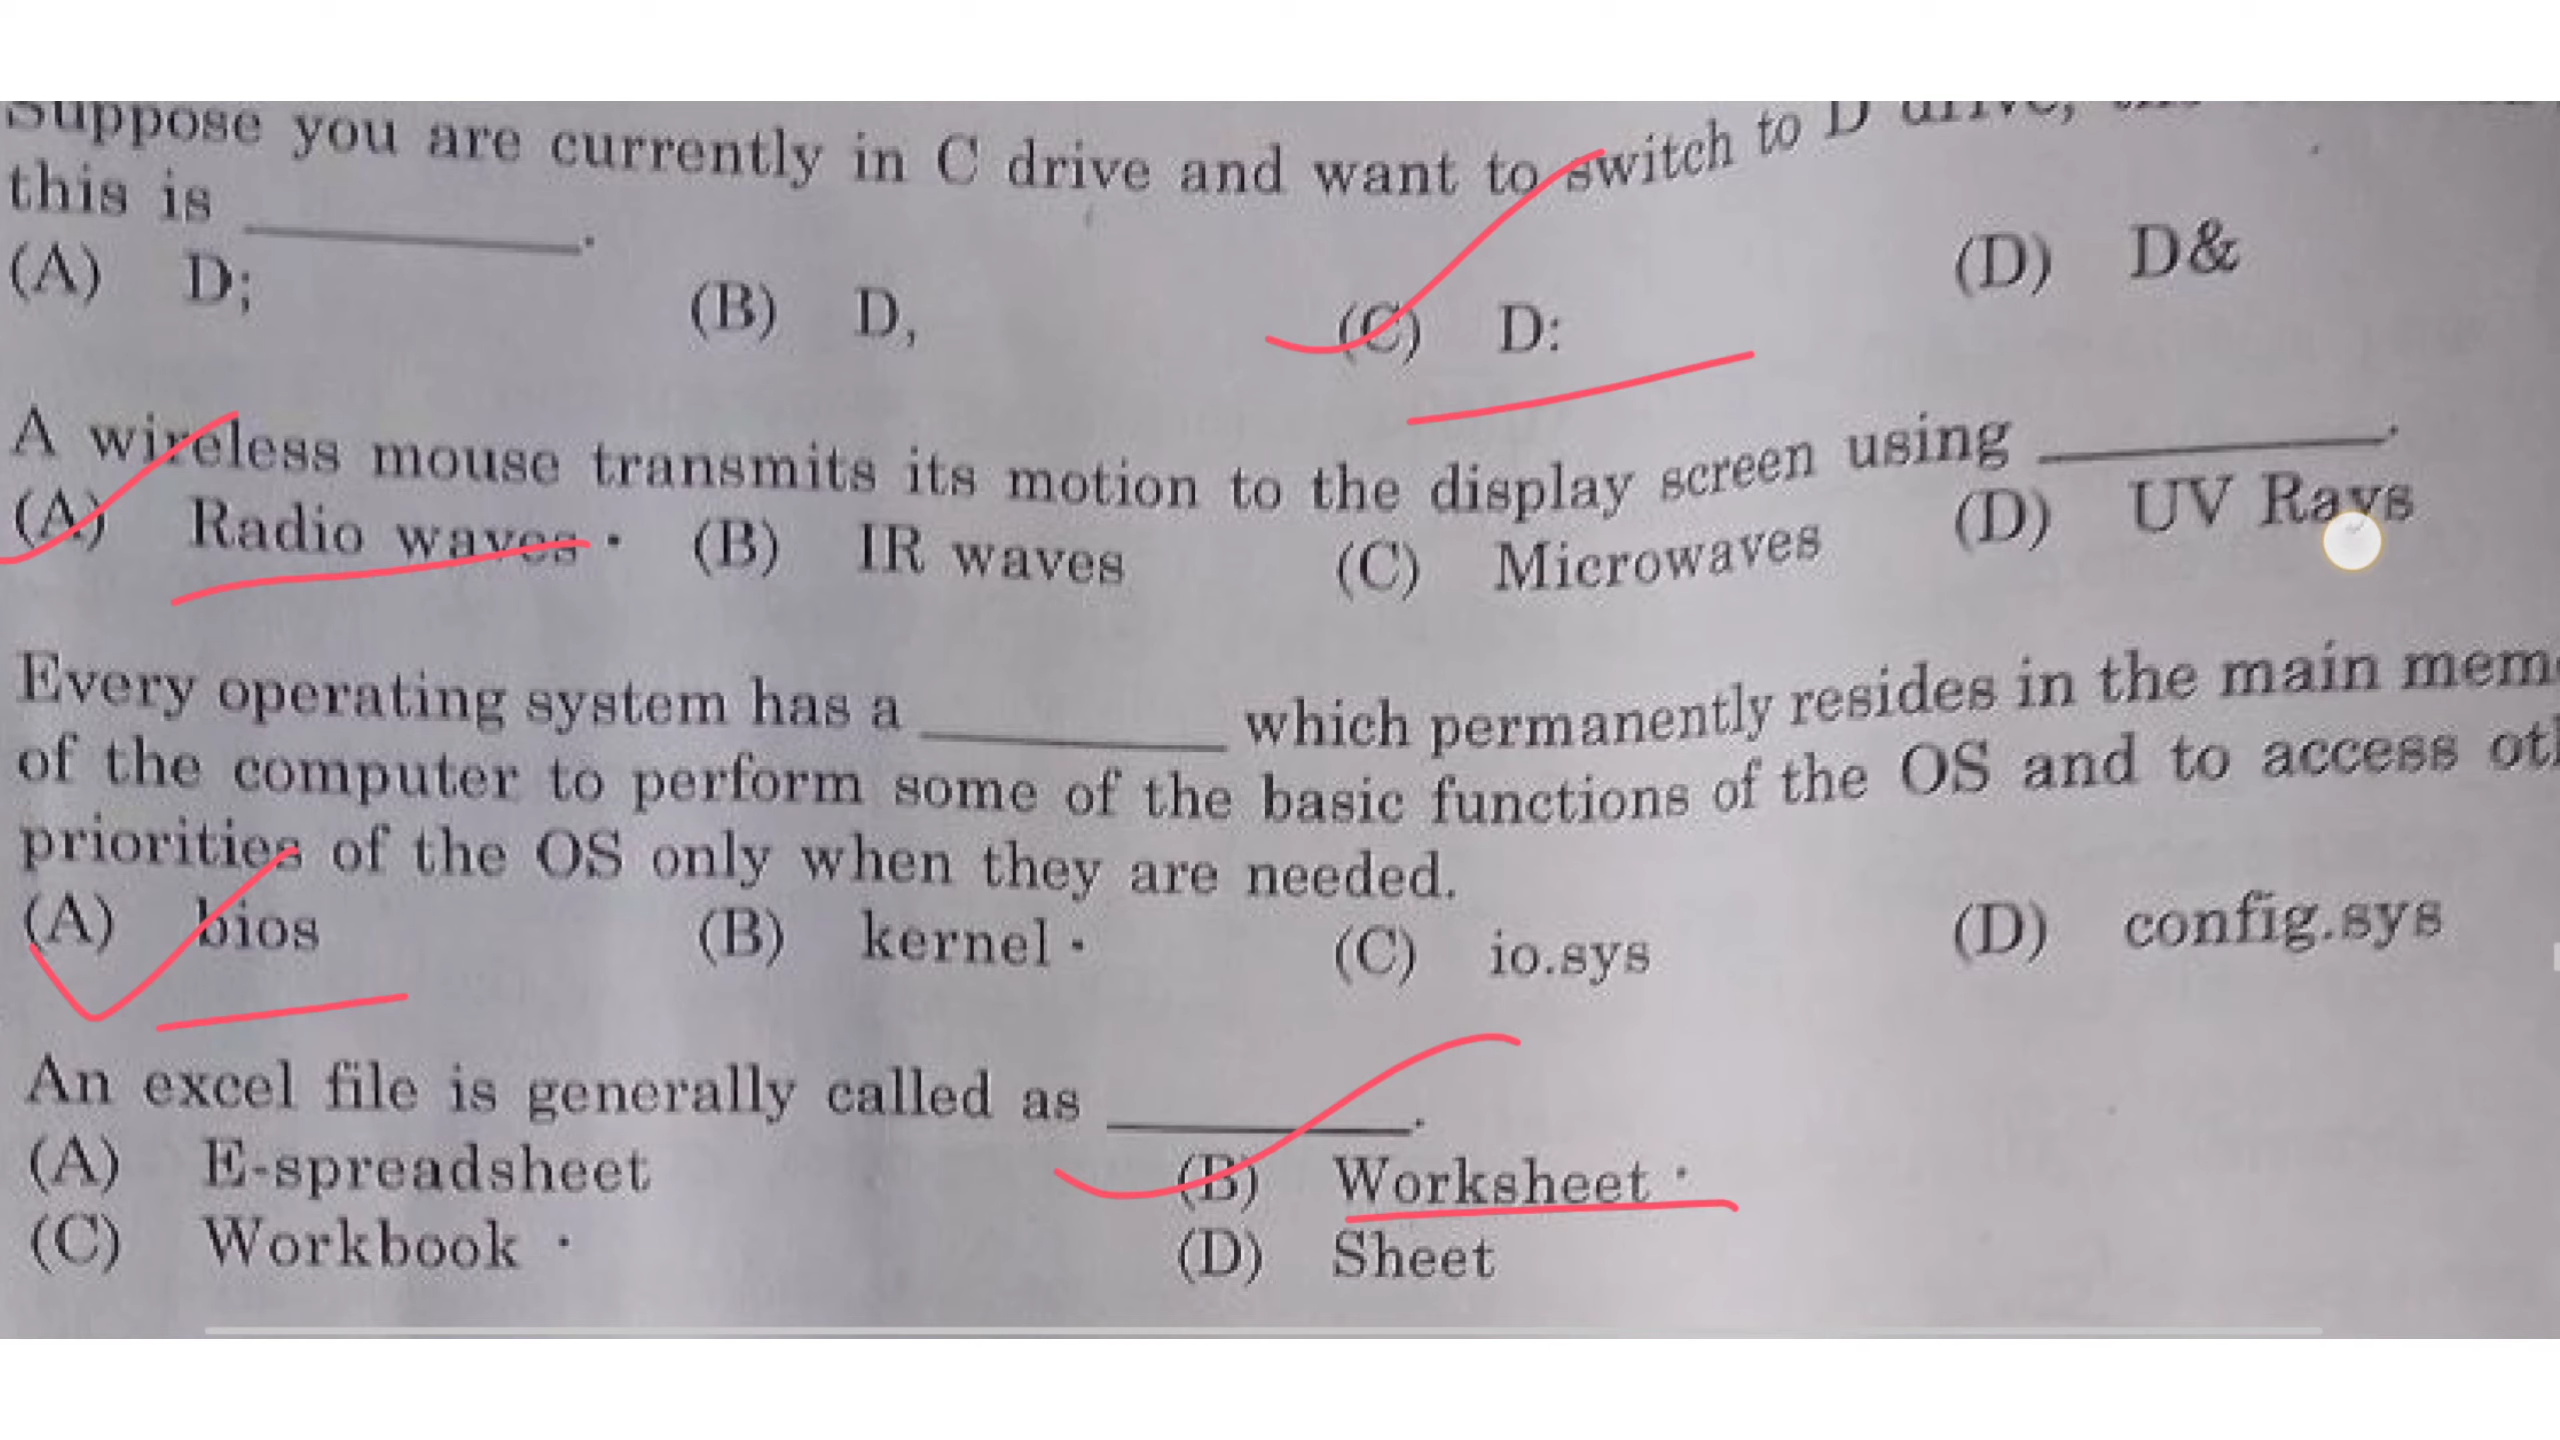 Suppose you are currently in C drive and want to switch to D drive,
this is ________.
(A) D; (B) D, (C) D: (D) D&
A wireless mouse transmits its motion to the display screen using ________.
(A) Radio waves (B) IR waves (C) Microwaves (D) UV Rays
Every operating system has a ________ which permanently resides in the main mem
of the computer to perform some of the basic functions of the OS and to access
priorities of the OS only when they are needed.
(A) bios (B) kernel (C) io.sys (D) config.sys
An excel file is generally called as ________.
(A) E-spreadsheet (B) Worksheet
(C) Workbook (D) Sheet